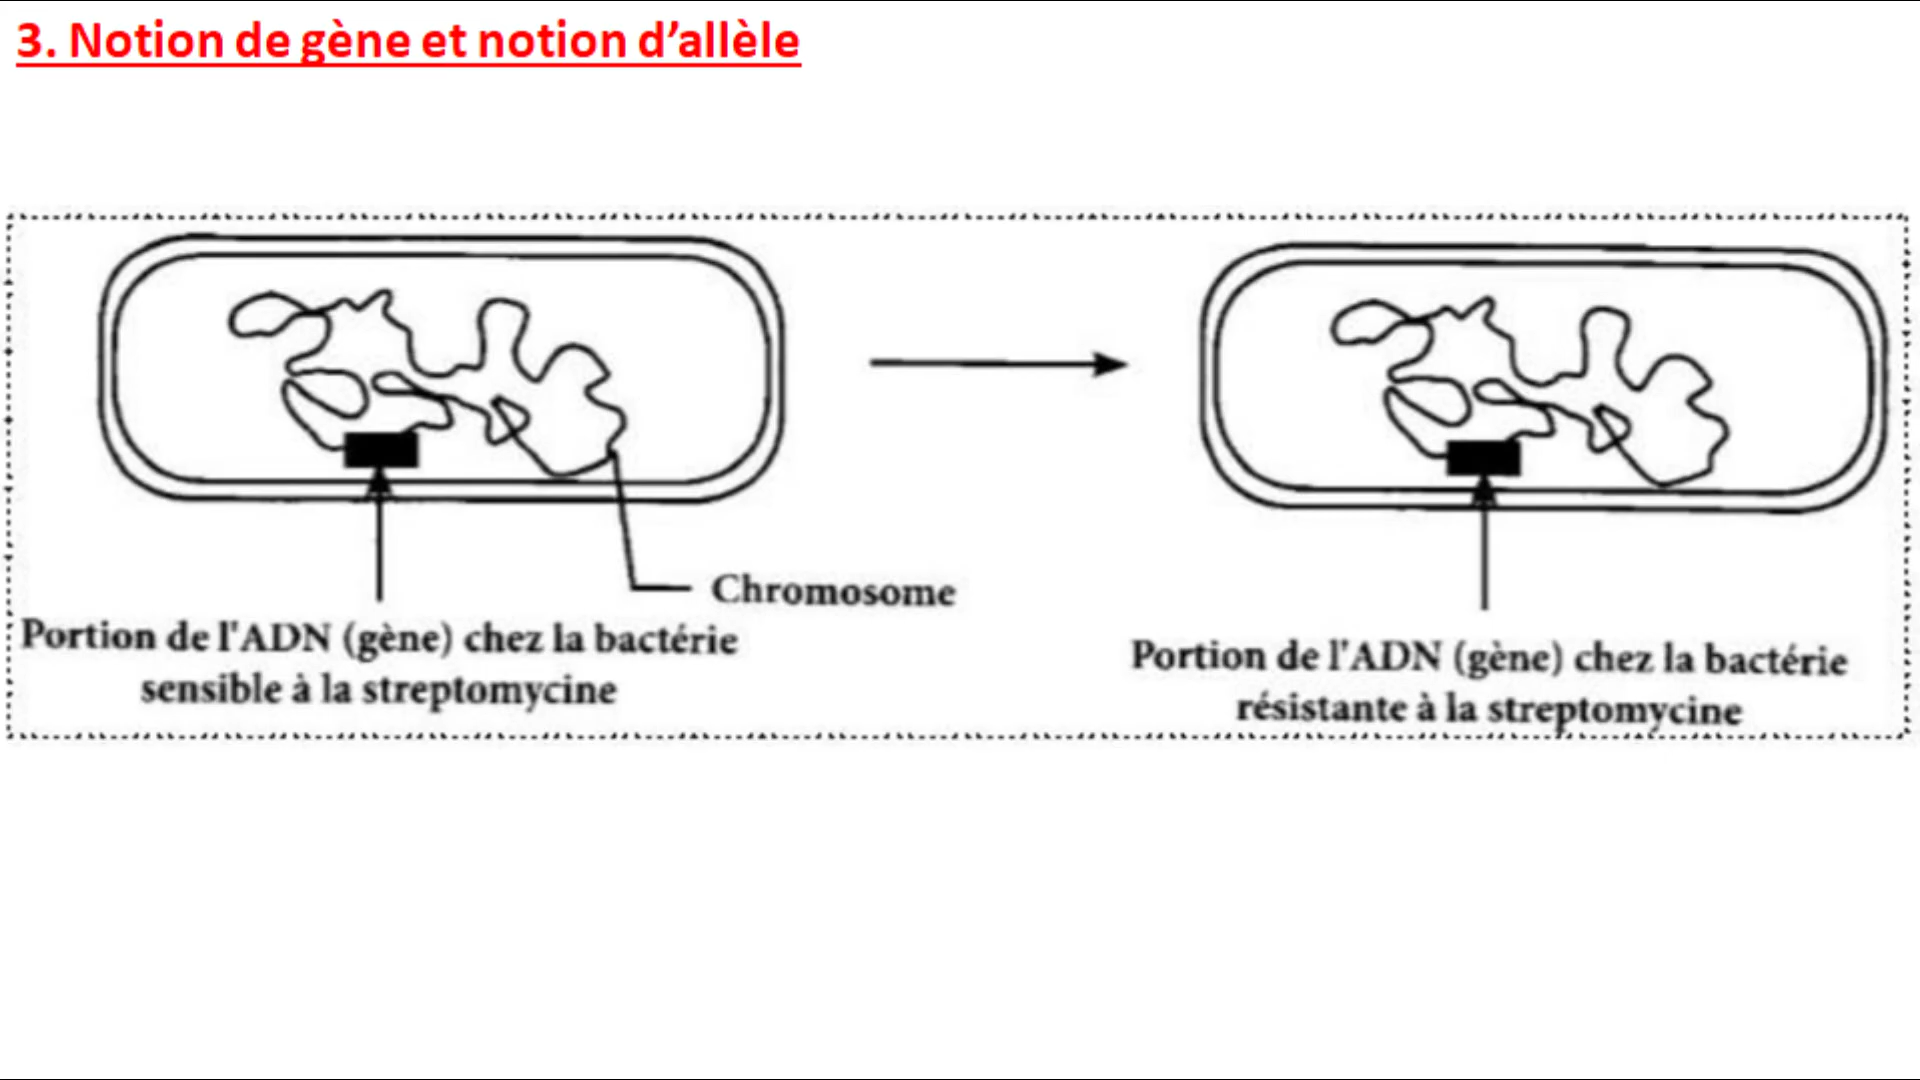 3. Notion de gène et notion d’allèle
Chromosome
Portion de l'ADN (gène) chez la bactérie
sensible à la streptomycine
Portion de l'ADN (gène) chez la bactérie
résistante à la streptomycine